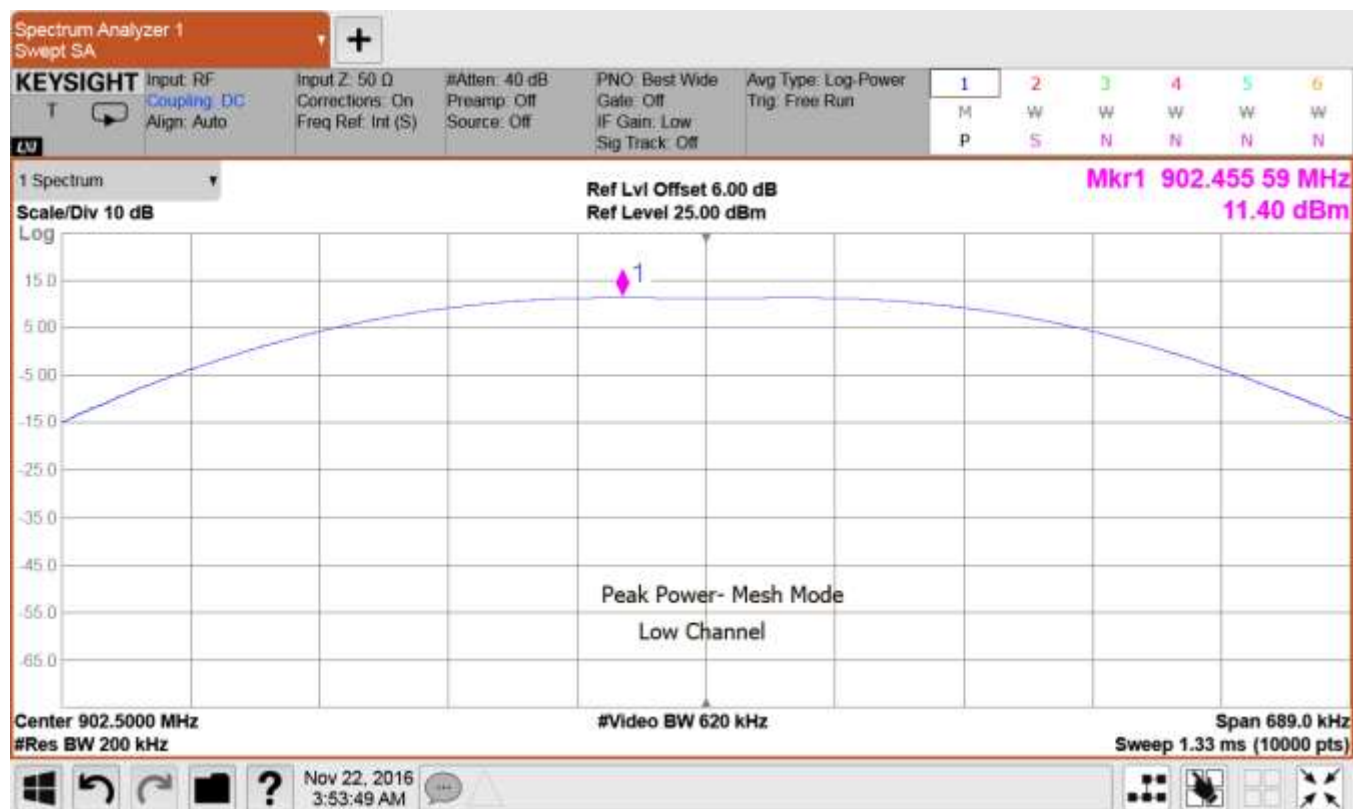 Spectrum Analyzer 1
Swept SA
KEYSIGHT
T
LXI
Input: RF
Coupling: DC
Align: Auto
Input Z: 50 Ω
Corrections: On
Freq Ref: Int (S)
#Atten: 40 dB
Preamp: Off
Source: Off
PNO: Best Wide
Gate: Off
IF Gain: Low
Sig Track: Off
Avg Type: Log-Power
Trig: Free Run
1 2 3 4 5 6
M W W W W W
P S N N N N
1 Spectrum
Scale/Div 10 dB
Ref Lvl Offset 6.00 dB
Ref Level 25.00 dBm
Mkr1 902.455 59 MHz
11.40 dBm
Log
1
15.0
5.00
-5.00
-15.0
-25.0
-35.0
-45.0
-55.0
-65.0
Peak Power- Mesh Mode
Low Channel
Center 902.5000 MHz
#Res BW 200 kHz
#Video BW 620 kHz
Span 689.0 kHz
Sweep 1.33 ms (10000 pts)
?
Nov 22, 2016
3:53:49 AM